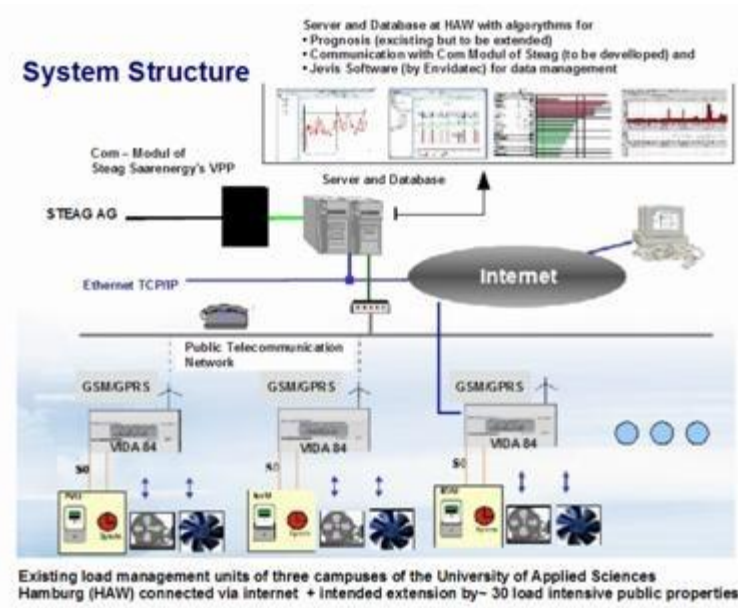 Server and Database at HAW with algorithms for
• Prognosis (excisting but to be extended)
• Communication with Com Modul of Steag (to be develloped) and
• Jevis Software (by Envidatec) for data management
System Structure
Com – Modul of
Steag Saarenergy's VPP
Server and Database
STEAG AG
Internet
Ethernet TCP/IP
Public Telecommunication
Network
GSM/GPRS
GSM/GPRS
GSM/GPRS
VIDA 84
VIDA 84
VIDA 84
S0
S0
S0
System
System
System
Existing load management units of three campuses of the University of Applied Sciences
Hamburg (HAW) connected via internet + intended extension by~ 30 load intensive public properties